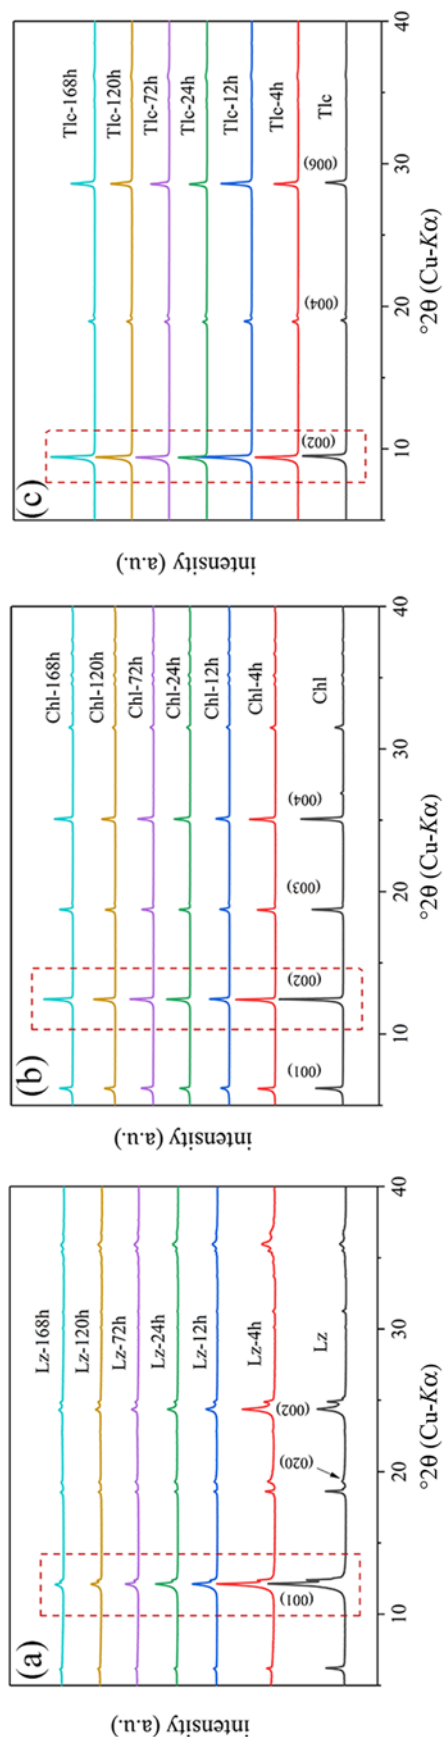 (a)
Lz-168h
Lz-120h
Lz-72h
Lz-24h
Lz-12h
Lz-4h
Lz
(001)
(020)
(002)
intensity (a.u.)
10 20 30 40
°2θ (Cu-Kα)
(b)
Chl-168h
Chl-120h
Chl-72h
Chl-24h
Chl-12h
Chl-4h
Chl
(001)
(002)
(003)
(004)
intensity (a.u.)
10 20 30 40
°2θ (Cu-Kα)
(c)
Tlc-168h
Tlc-120h
Tlc-72h
Tlc-24h
Tlc-12h
Tlc-4h
Tlc
(002)
(004)
(006)
intensity (a.u.)
10 20 30 40
°2θ (Cu-Kα)